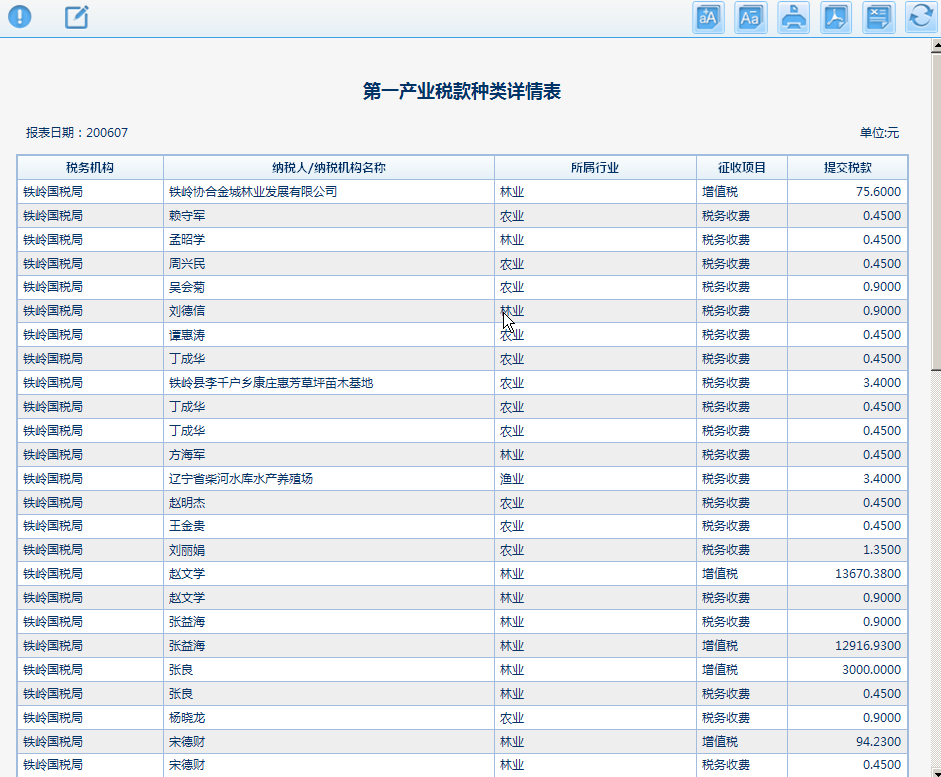 第一产业税款种类详情表
报表日期：200607 单位:元
税务机构 纳税人/纳税机构名称 所属行业 征收项目 提交税款
铁岭国税局 铁岭协合金城林业发展有限公司 林业 增值税 75.6000
铁岭国税局 赖守军 农业 税务收费 0.4500
铁岭国税局 孟昭学 林业 税务收费 0.4500
铁岭国税局 周兴民 农业 税务收费 0.4500
铁岭国税局 吴会菊 农业 税务收费 0.9000
铁岭国税局 刘德信 林业 税务收费 0.9000
铁岭国税局 谭惠涛 农业 税务收费 0.4500
铁岭国税局 丁成华 农业 税务收费 0.4500
铁岭国税局 铁岭县李千户乡康庄惠芳草坪苗木基地 农业 税务收费 3.4000
铁岭国税局 丁成华 农业 税务收费 0.4500
铁岭国税局 丁成华 农业 税务收费 0.4500
铁岭国税局 方海军 林业 税务收费 0.4500
铁岭国税局 辽宁省柴河水库水产养殖场 渔业 税务收费 3.4000
铁岭国税局 赵明杰 农业 税务收费 0.4500
铁岭国税局 王金贵 农业 税务收费 0.4500
铁岭国税局 刘丽娟 农业 税务收费 1.3500
铁岭国税局 赵文学 林业 增值税 13670.3800
铁岭国税局 赵文学 林业 税务收费 0.9000
铁岭国税局 张益海 林业 税务收费 0.9000
铁岭国税局 张益海 林业 增值税 12916.9300
铁岭国税局 张良 林业 增值税 3000.0000
铁岭国税局 张良 林业 税务收费 0.4500
铁岭国税局 杨晓龙 农业 税务收费 0.9000
铁岭国税局 宋德财 林业 增值税 94.2300
铁岭国税局 宋德财 林业 税务收费 0.4500